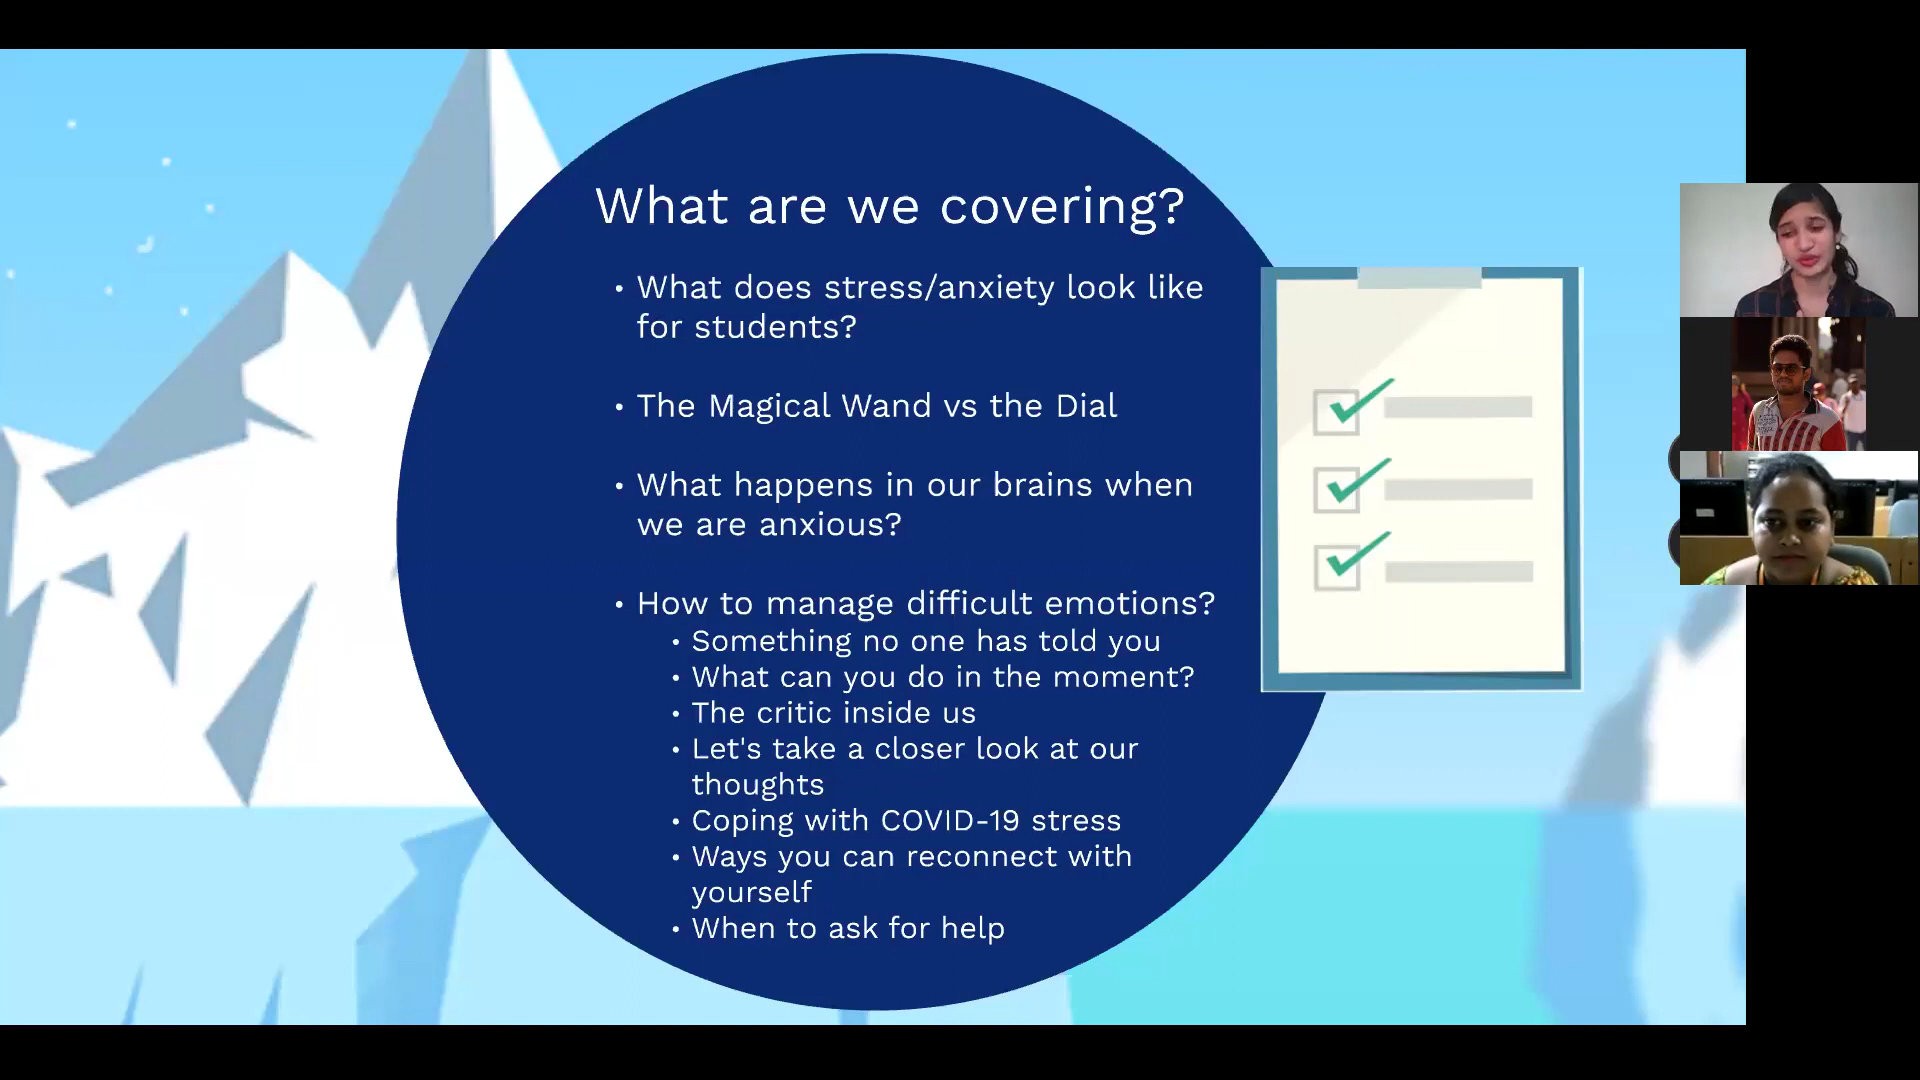 What are we covering?
• What does stress/anxiety look like
for students?
• The Magical Wand vs the Dial
• What happens in our brains when
we are anxious?
• How to manage difficult emotions?
• Something no one has told you
• What can you do in the moment?
• The critic inside us
• Let's take a closer look at our
thoughts
• Coping with COVID-19 stress
• Ways you can reconnect with
yourself
• When to ask for help